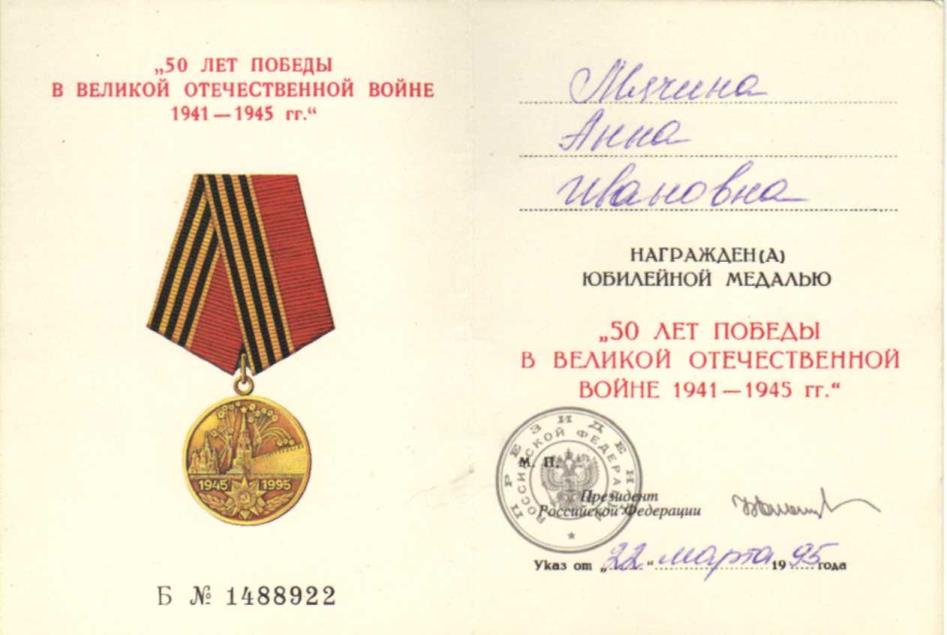 „50 ЛЕТ ПОБЕДЫ
В ВЕЛИКОЙ ОТЕЧЕСТВЕННОЙ ВОЙНЕ
1941 — 1945 гг.“
1945 1995
Б № 1488922
Мячина
Анна
Ивановна
НАГРАЖДЕН(А)
ЮБИЛЕЙНОЙ МЕДАЛЬЮ
„50 ЛЕТ ПОБЕДЫ
В ВЕЛИКОЙ ОТЕЧЕСТВЕННОЙ
ВОЙНЕ 1941 — 1945 гг.“
ПРЕЗИДЕНТ
РОССИЙСКОЙ ФЕДЕРАЦИИ
М. П.
Президент
Российской Федерации
Указ от „22“ марта 1995 года